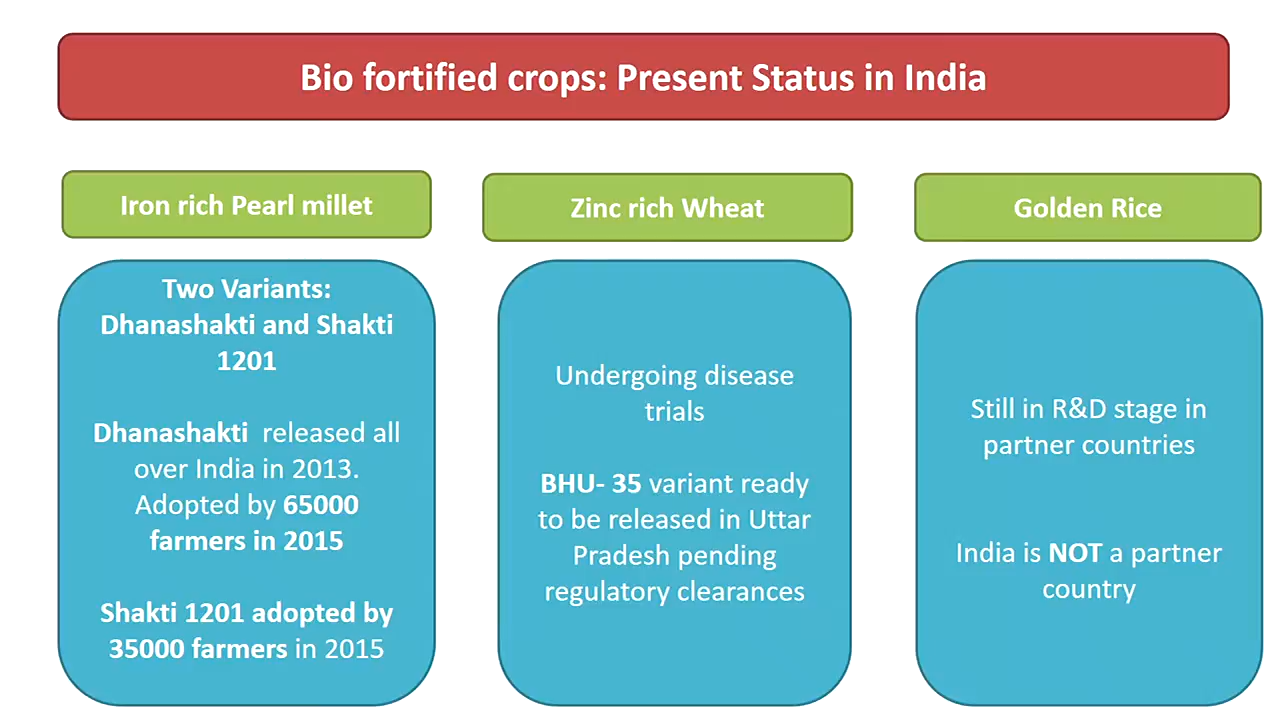 Bio fortified crops: Present Status in India
Iron rich Pearl millet
Two Variants:
Dhanashakti and Shakti
1201
Dhanashakti released all
over India in 2013.
Adopted by 65000
farmers in 2015
Shakti 1201 adopted by
35000 farmers in 2015
Zinc rich Wheat
Undergoing disease
trials
BHU- 35 variant ready
to be released in Uttar
Pradesh pending
regulatory clearances
Golden Rice
Still in R&D stage in
partner countries
India is NOT a partner
country